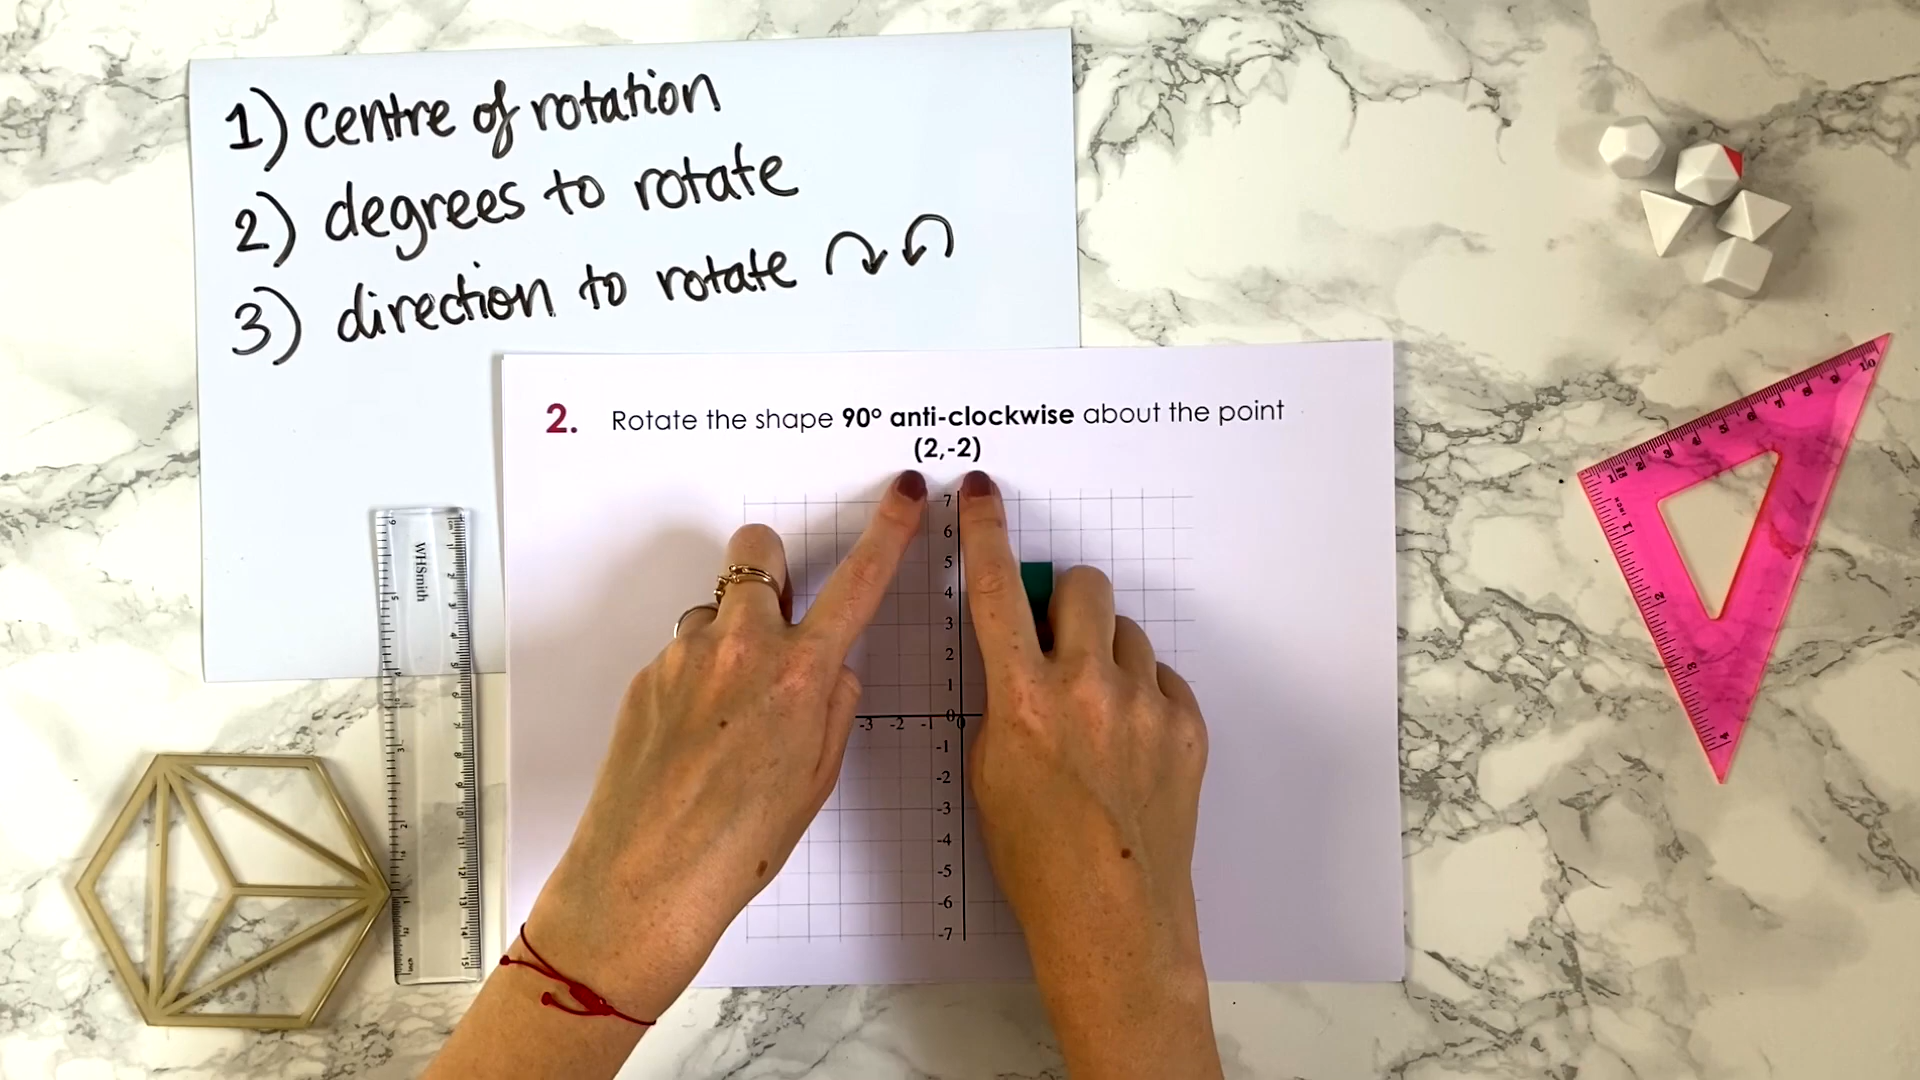 1) centre of rotation
2) degrees to rotate
3) direction to rotate
2. Rotate the shape 90° anti-clockwise about the point
(2,-2)
7
6
5
4
3
2
1
0
-3 -2 -1 0
-1
-2
-3
-4
-5
-6
-7
WHSmith